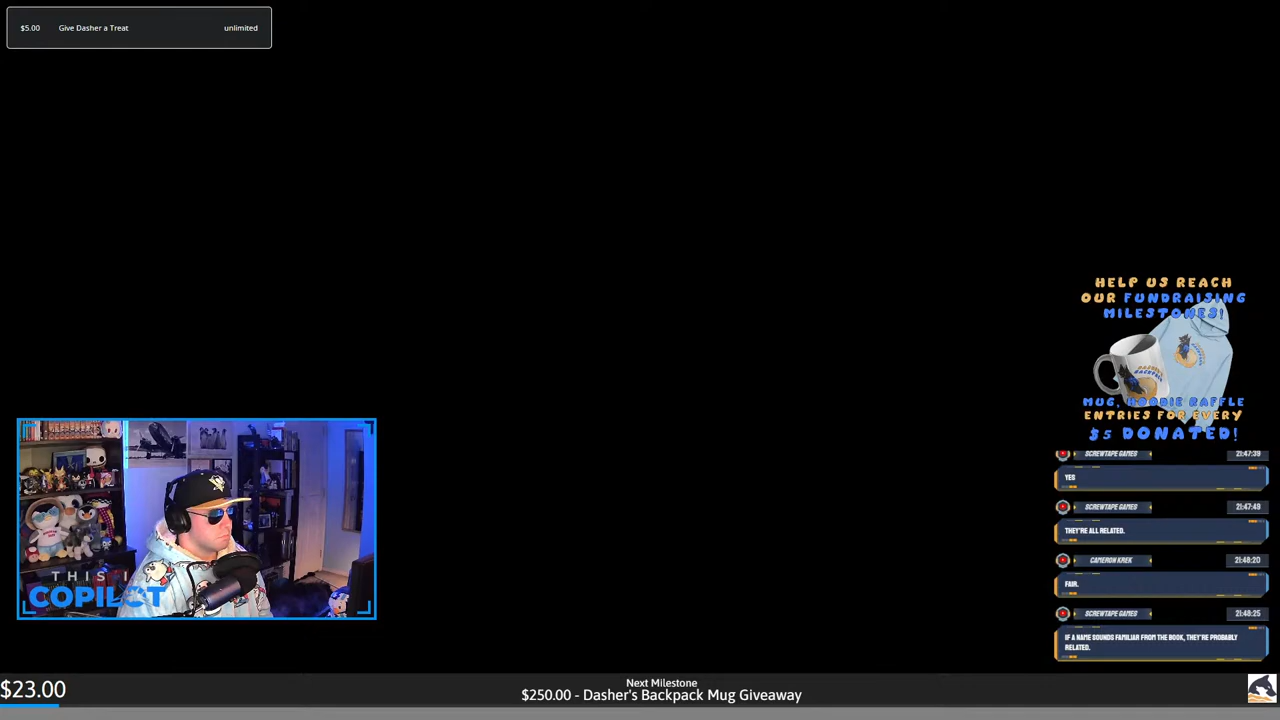 $5.00 Give Dasher a Treat unlimited
HELP US REACH
OUR FUNDRAISING
MILESTONES!
MUG, HOODIE RAFFLE
ENTRIES FOR EVERY
$5 DONATED!
SCREWTAPE GAMES 21:47:39
YES
SCREWTAPE GAMES 21:47:49
THEY'RE ALL RELATED.
CAMERON KREK 21:48:20
FAIR.
SCREWTAPE GAMES 21:48:25
IF A NAME SOUNDS FAMILIAR FROM THE BOOK, THEY'RE PROBABLY
RELATED.
THIS I
COPILOT
$23.00
Next Milestone
$250.00 - Dasher's Backpack Mug Giveaway